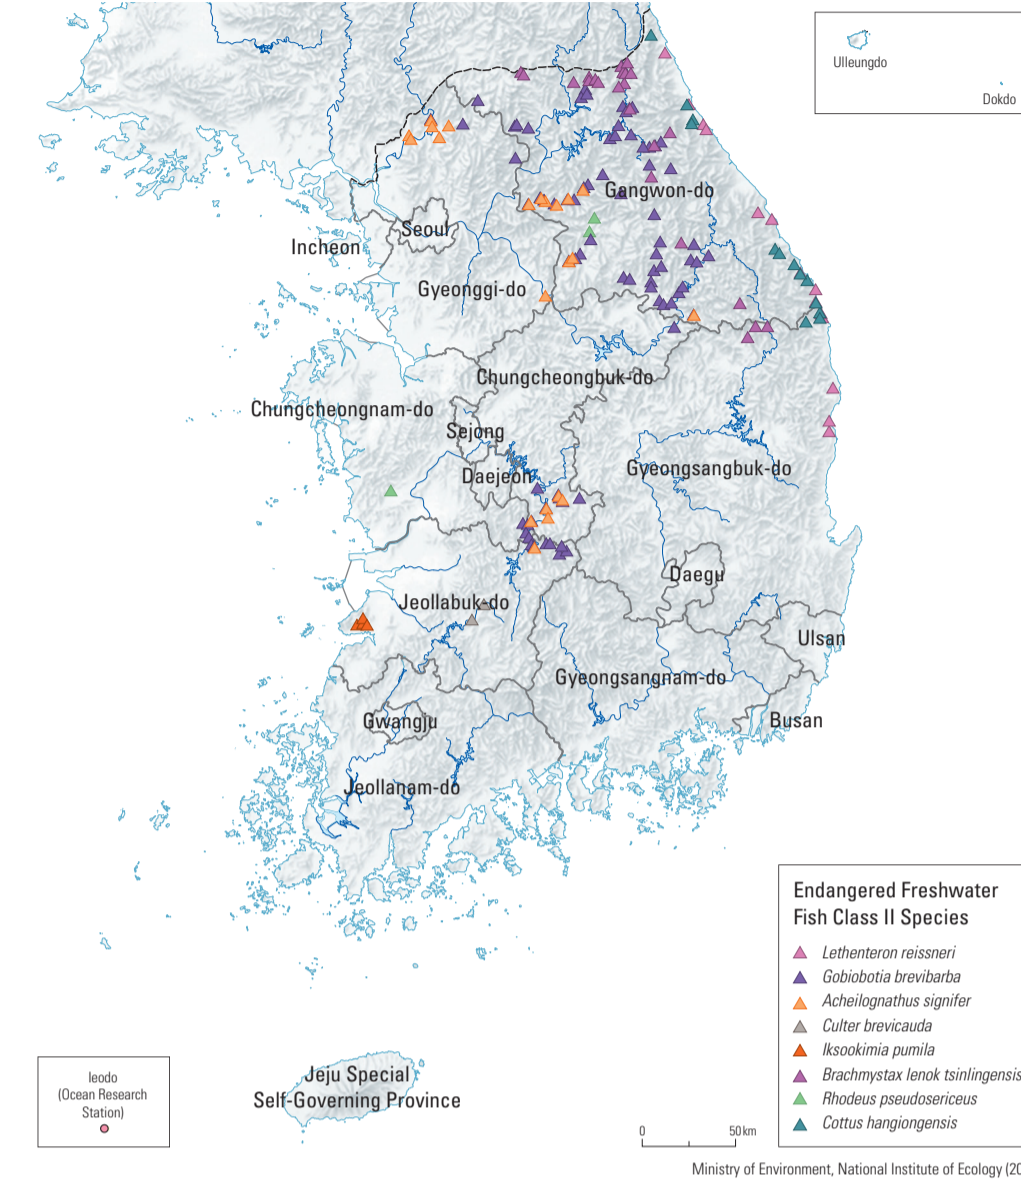 Ulleungdo
Dokdo
Gangwon-do
Seoul
Incheon
Gyeonggi-do
Chungcheongbuk-do
Chungcheongnam-do
Sejong
Gyeongsangbuk-do
Daejeon
Daegu
Jeollabuk-do
Ulsan
Gyeongsangnam-do
Gwangju
Busan
Jeollanam-do
Endangered Freshwater
Fish Class II Species
Lethenteron reissneri
Gobiobotia brevibarba
Acheilognathus signifer
Culter brevicauda
Iksookimia pumila
Brachmystax lenok tsinlingensis
Rhodeus pseudosericeus
Cottus hangiongensis
Ieodo
(Ocean Research
Station)
Jeju Special
Self-Governing Province
0 50 km
Ministry of Environment, National Institute of Ecology (20